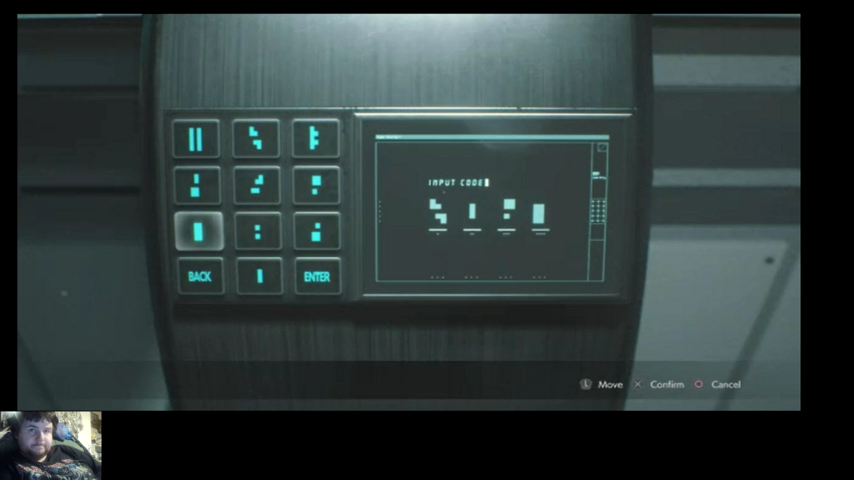 INPUT CODE
BACK
ENTER
L Move
Confirm
Cancel